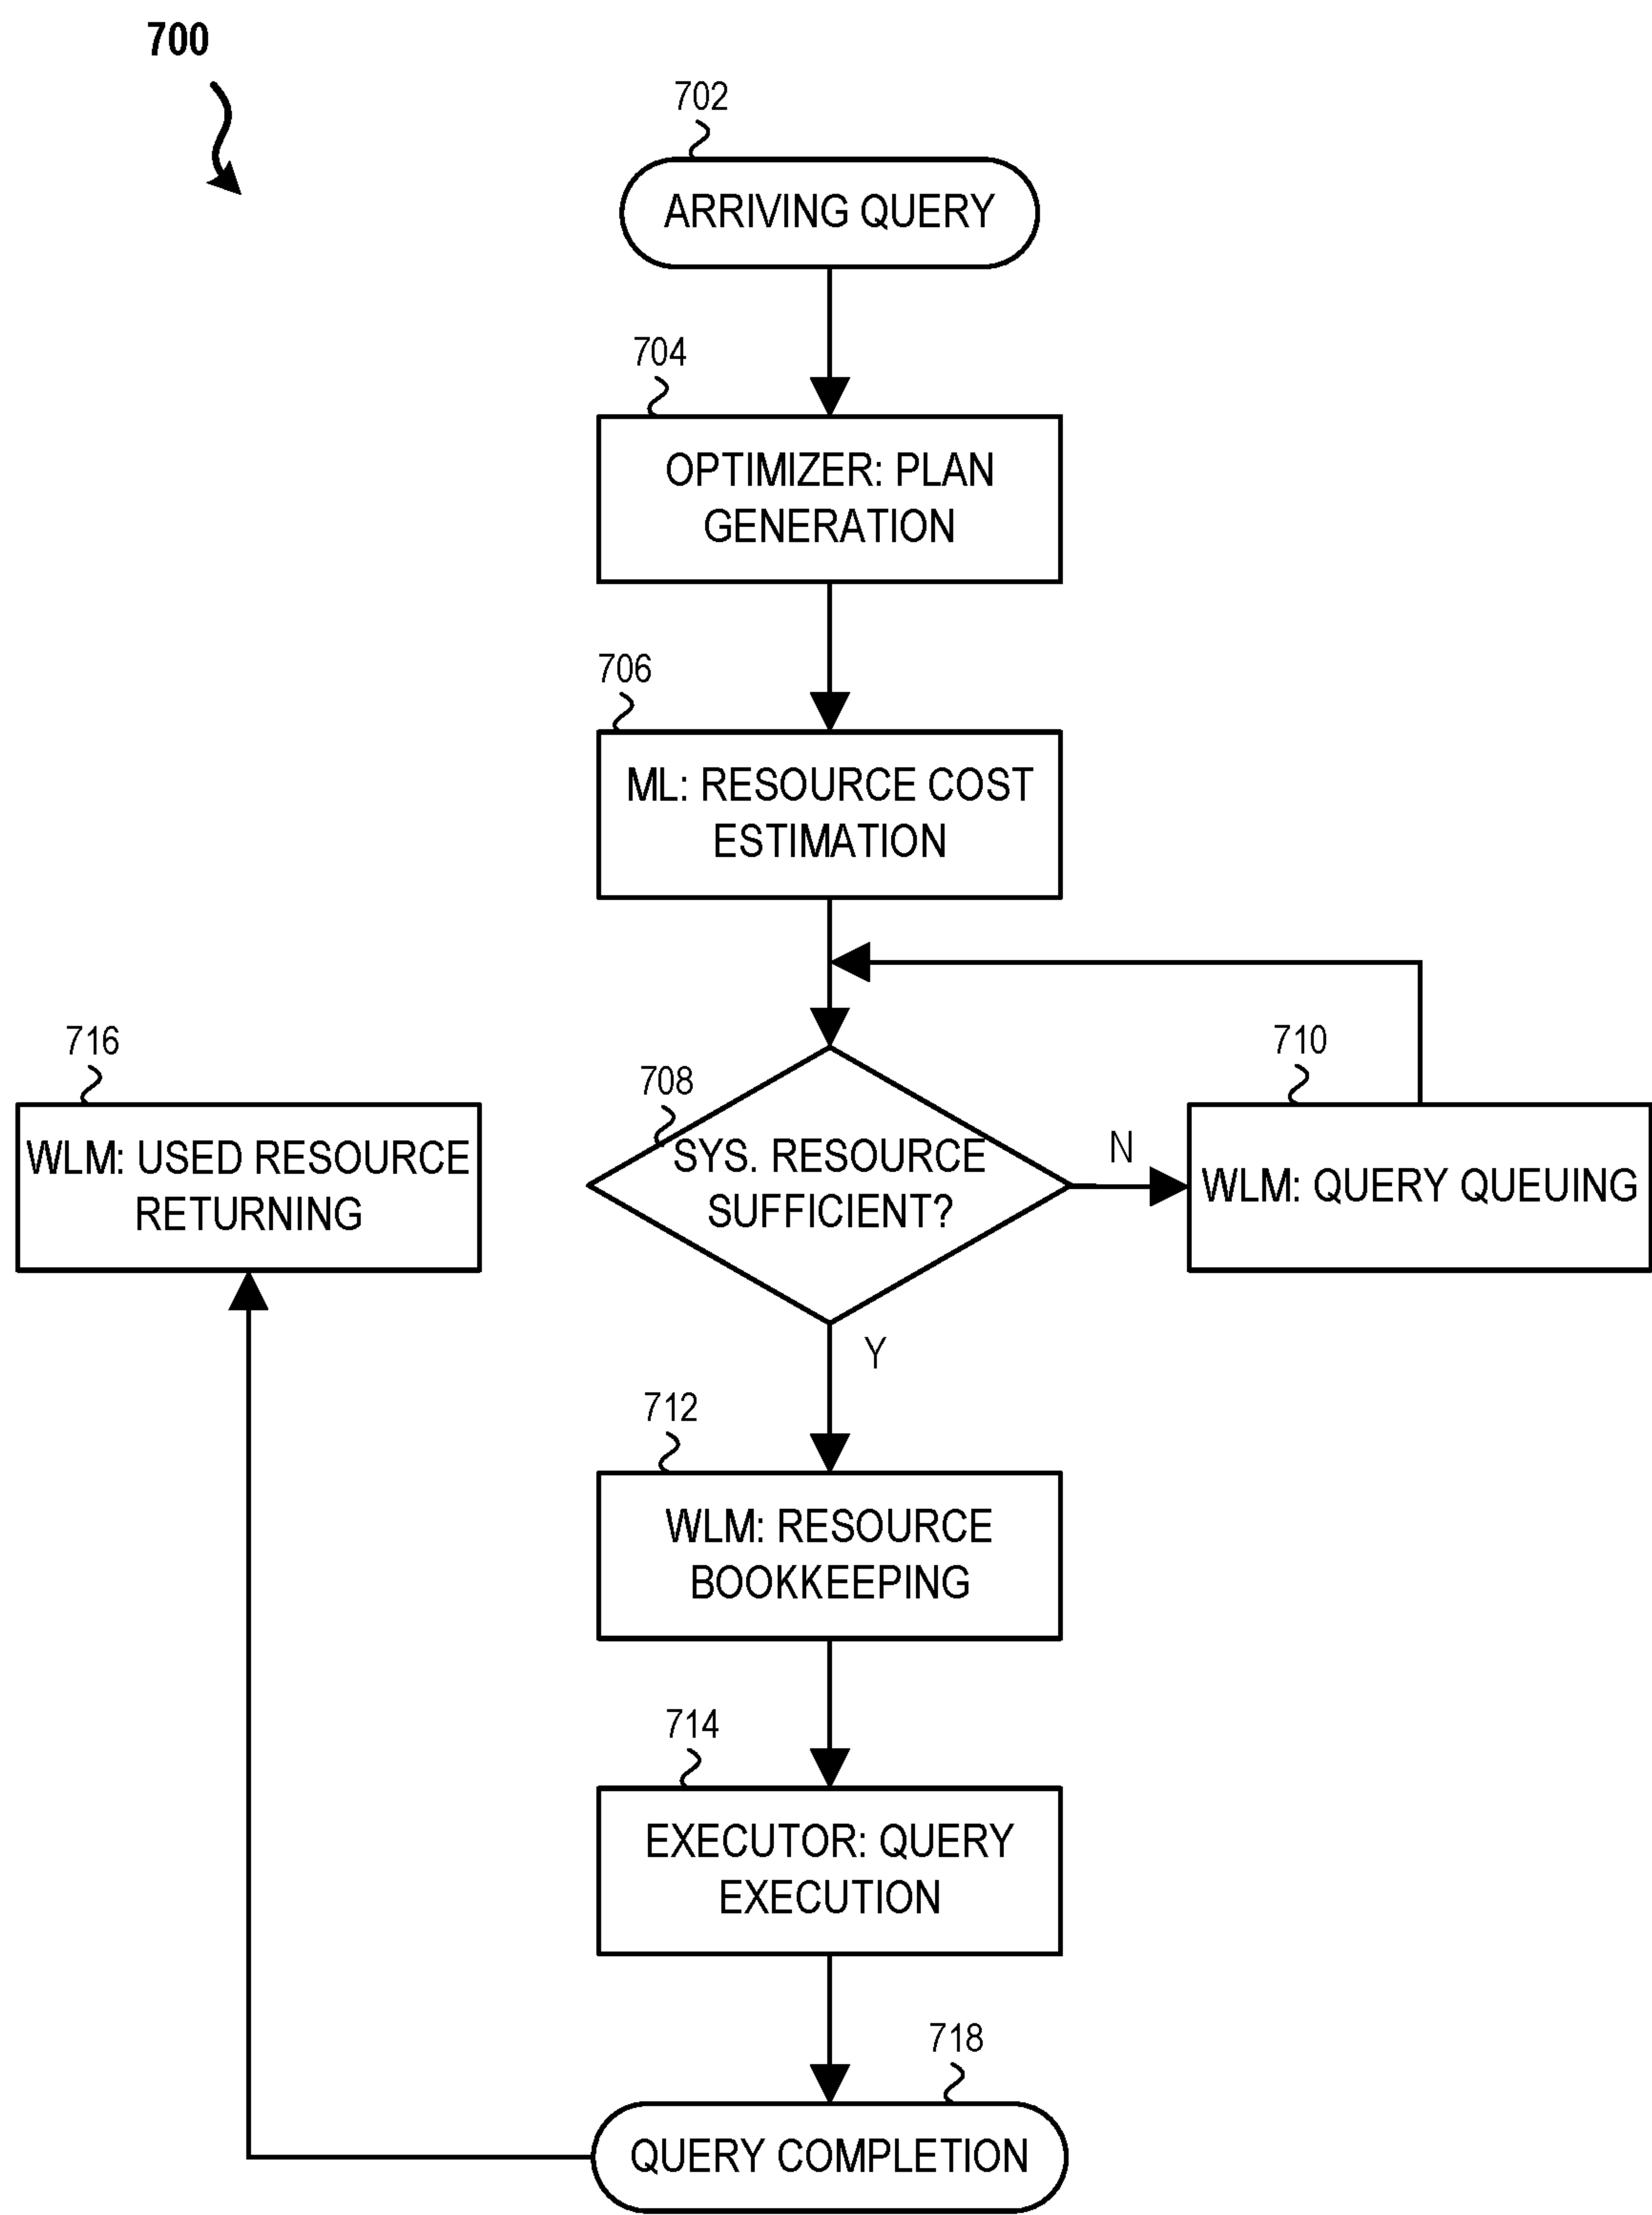 700
702
ARRIVING QUERY
704
OPTIMIZER: PLAN
GENERATION
706
ML: RESOURCE COST
ESTIMATION
716
WLM: USED RESOURCE
RETURNING
708
SYS. RESOURCE
SUFFICIENT?
N
710
WLM: QUERY QUEUING
Y
712
WLM: RESOURCE
BOOKKEEPING
714
EXECUTOR: QUERY
EXECUTION
718
QUERY COMPLETION